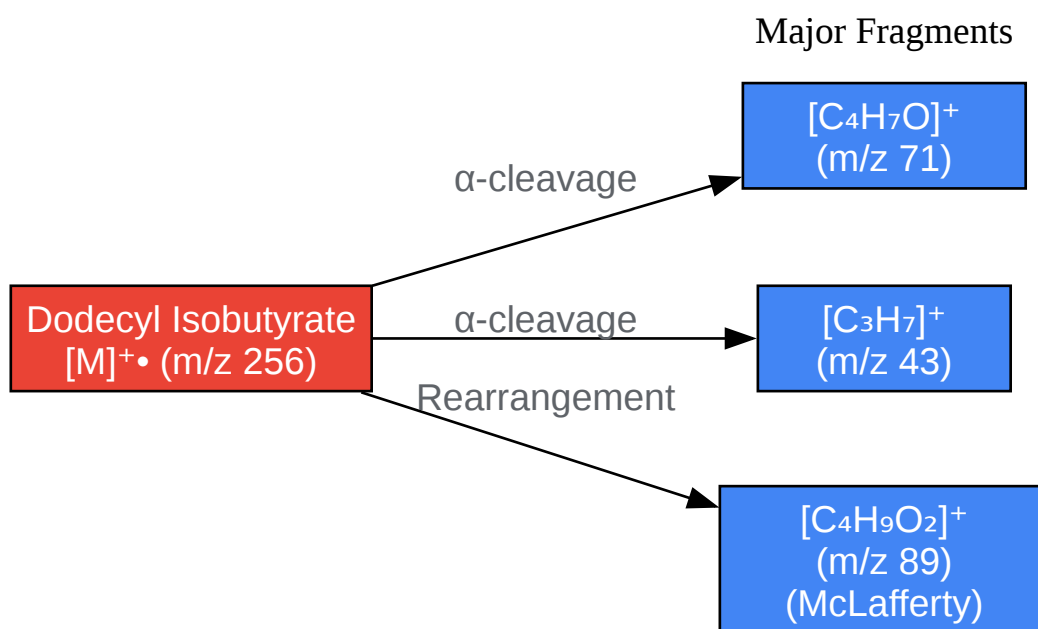 Major Fragments
[C₄H₇O]⁺
(m/z 71)
α-cleavage
Dodecyl Isobutyrate
[M]⁺• (m/z 256)
α-cleavage
[C₃H₇]⁺
(m/z 43)
Rearrangement
[C₄H₉O₂]⁺
(m/z 89)
(McLafferty)